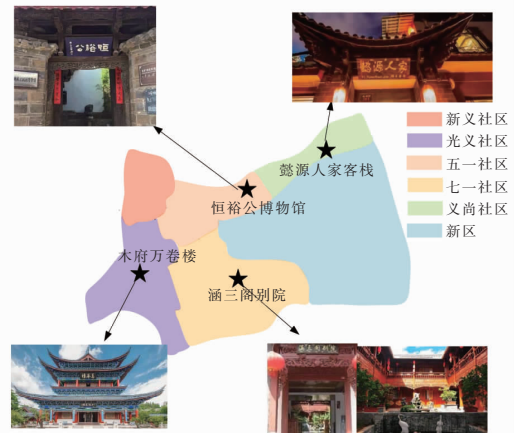 恒裕公
懿源人家
新义社区
光义社区
五一社区
七一社区
义尚社区
新区
懿源人家客栈
恒裕公博物馆
木府万卷楼
涵三阁别院